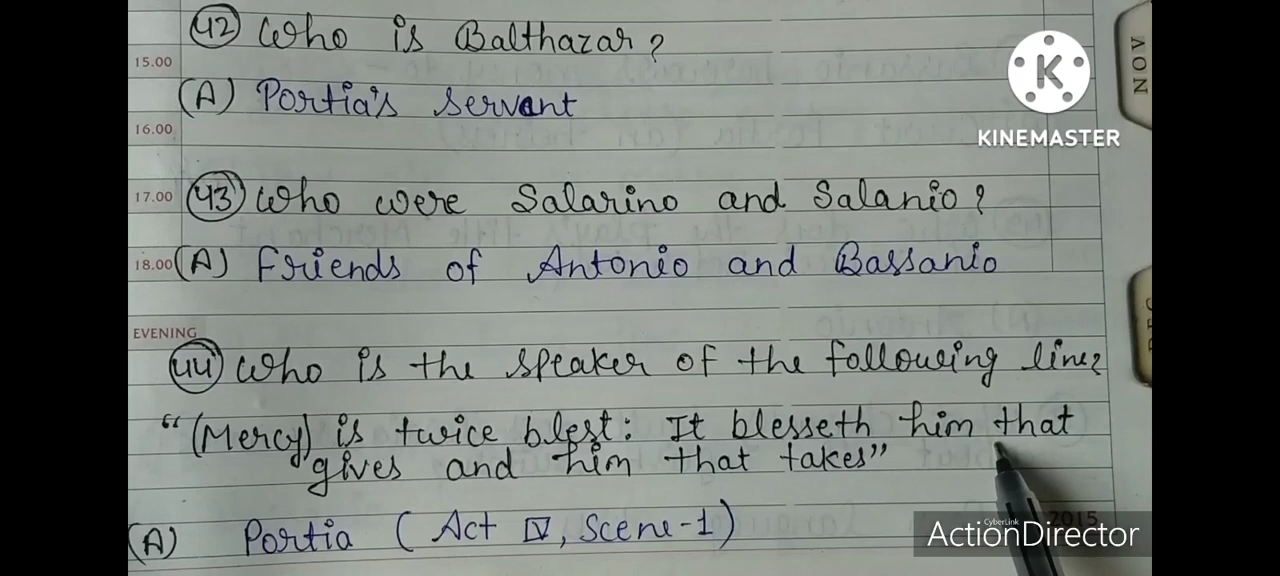 42 Who is Balthazar?
15.00
(A) Portia's servant
16.00
17.00 43 Who were Salarino and Salanio?
18.00 (A) Friends of Antonio and Bassanio
EVENING
44 Who is the speaker of the following line?
"(Mercy) is twice blest: It blesseth him that
gives and him that takes"
(A) Portia (Act IV, Scene-1)
NOV
KINEMASTER
2015
CyberLink
ActionDirector